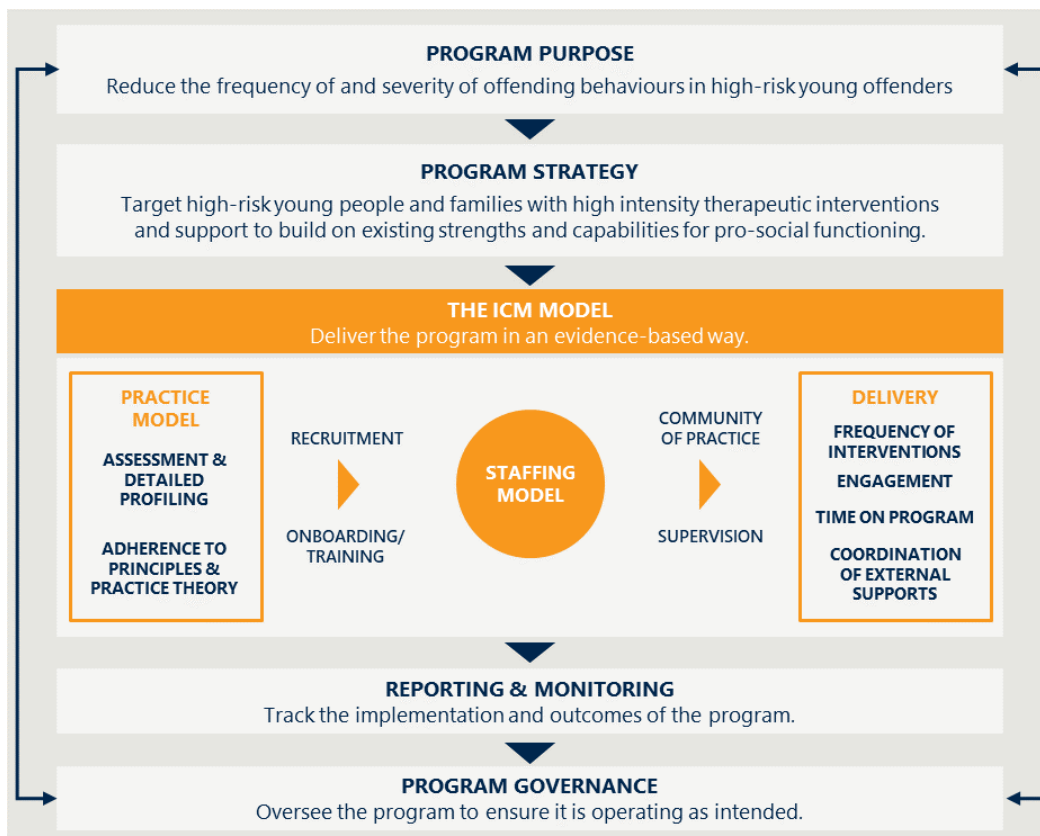 PROGRAM PURPOSE
Reduce the frequency of and severity of offending behaviours in high-risk young offenders
PROGRAM STRATEGY
Target high-risk young people and families with high intensity therapeutic interventions
and support to build on existing strengths and capabilities for pro-social functioning.
THE ICM MODEL
Deliver the program in an evidence-based way.
PRACTICE
MODEL
ASSESSMENT &
DETAILED
PROFILING
ADHERENCE TO
PRINCIPLES &
PRACTICE THEORY
RECRUITMENT
ONBOARDING/
TRAINING
STAFFING
MODEL
COMMUNITY
OF PRACTICE
SUPERVISION
DELIVERY
FREQUENCY OF
INTERVENTIONS
ENGAGEMENT
TIME ON PROGRAM
COORDINATION
OF EXTERNAL
SUPPORTS
REPORTING & MONITORING
Track the implementation and outcomes of the program.
PROGRAM GOVERNANCE
Oversee the program to ensure it is operating as intended.